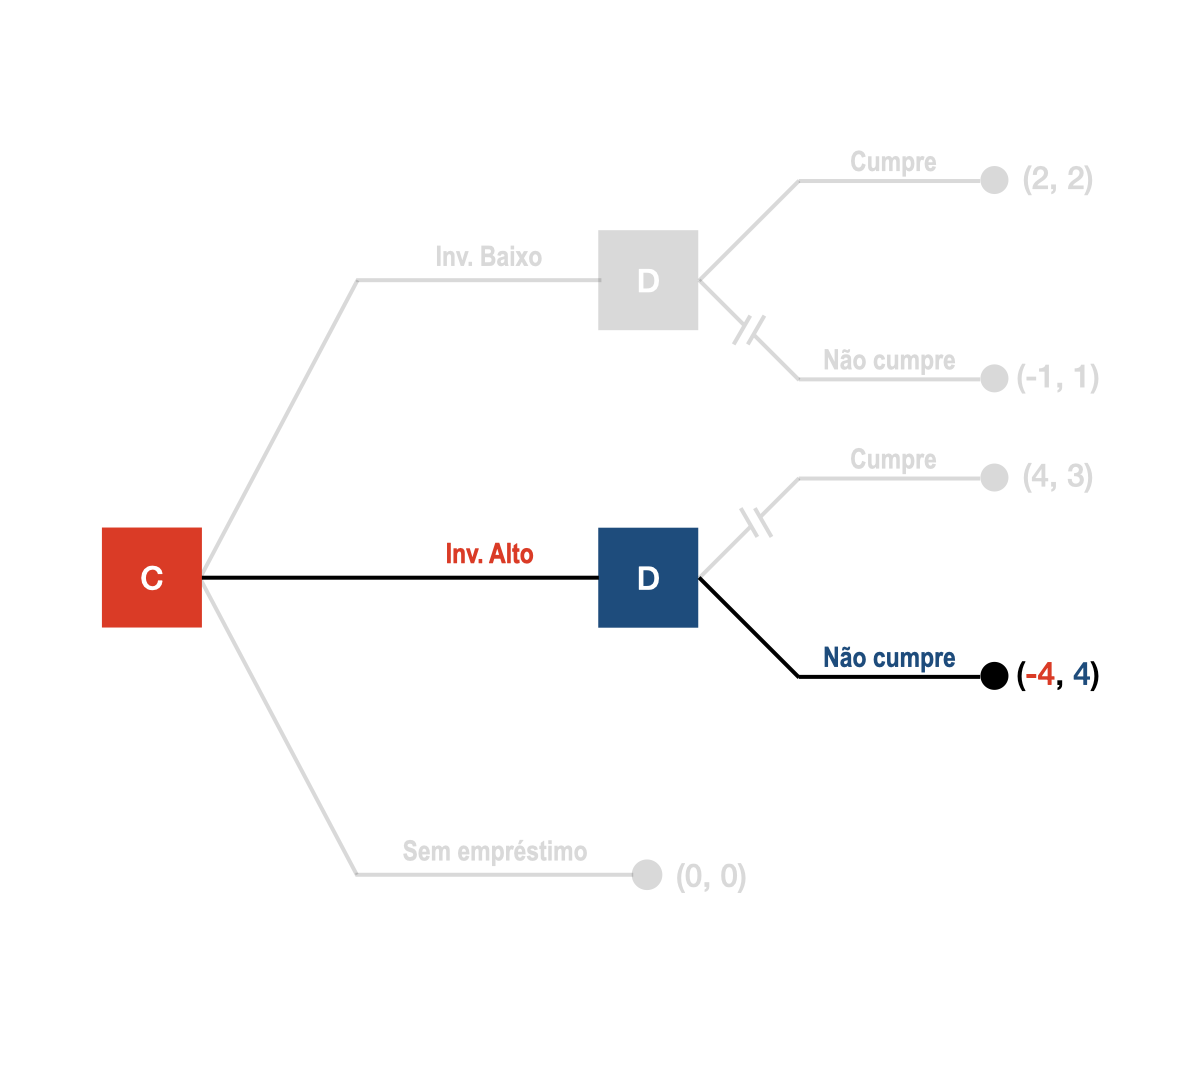 Cumpre
(2, 2)
Inv. Baixo
D
Não cumpre
(-1, 1)
Cumpre
(4, 3)
Inv. Alto
C
D
Não cumpre
(-4, 4)
Sem empréstimo
(0, 0)